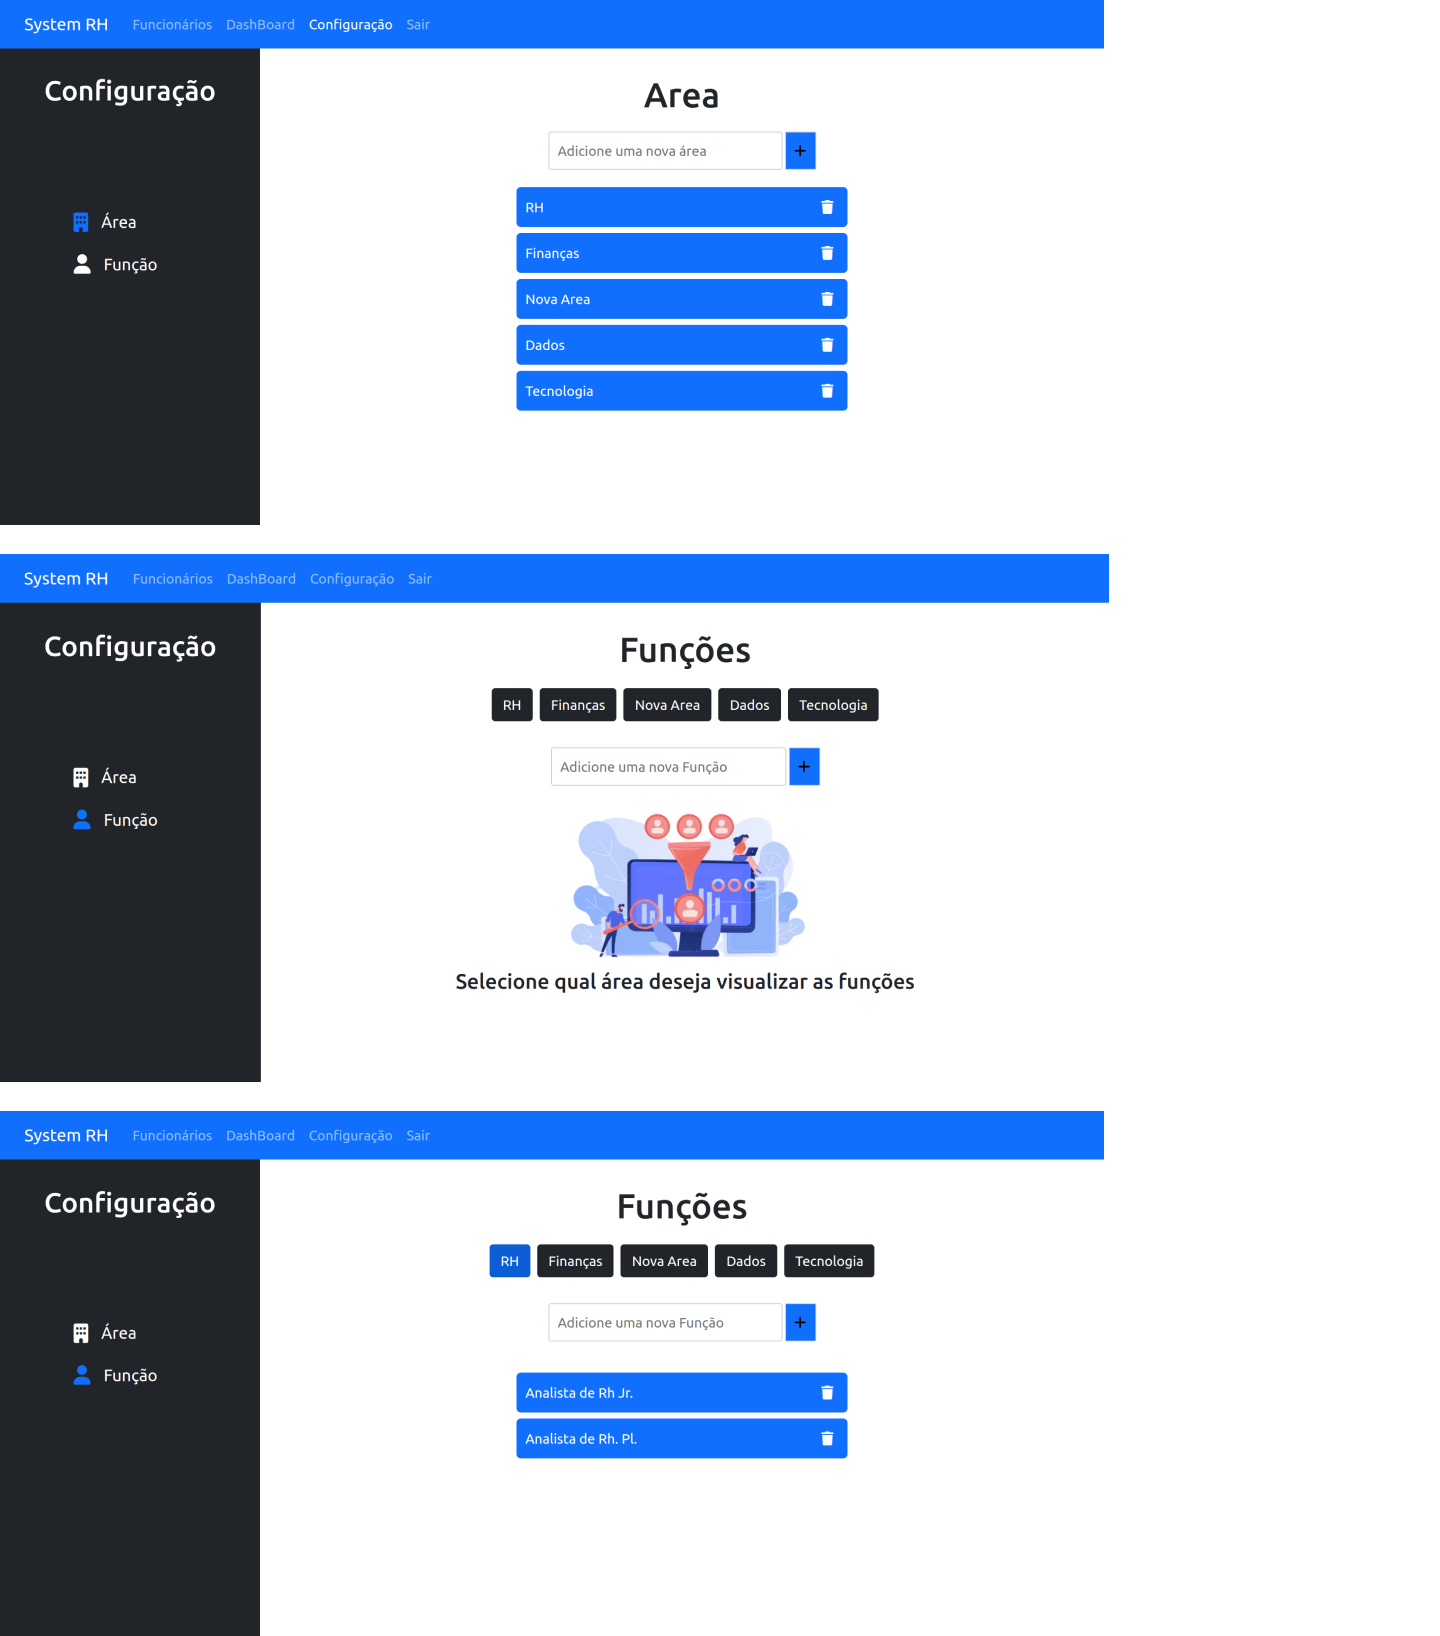 System RH Funcionários DashBoard Configuração Sair
Configuração
Area
Adicione uma nova área
+
Área
Função
RH
Finanças
Nova Area
Dados
Tecnologia
System RH Funcionários DashBoard Configuração Sair
Configuração
Funções
RH Finanças Nova Area Dados Tecnologia
Adicione uma nova Função
+
Área
Função
Selecione qual área deseja visualizar as funções
System RH Funcionários DashBoard Configuração Sair
Configuração
Funções
RH Finanças Nova Area Dados Tecnologia
Adicione uma nova Função
+
Área
Função
Analista de Rh Jr.
Analista de Rh. Pl.